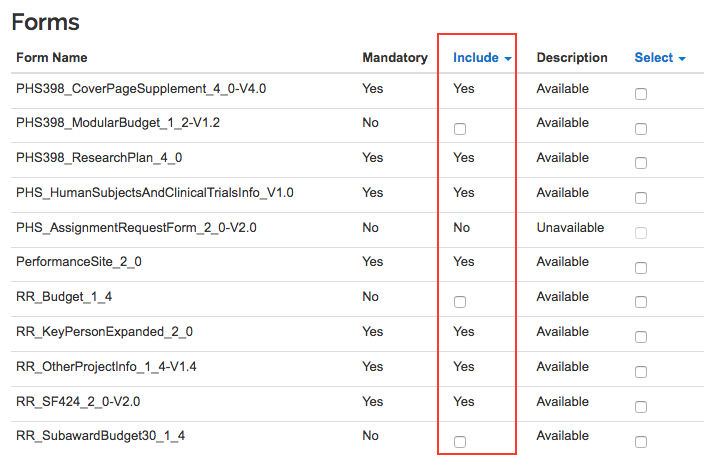 Forms
Form Name Mandatory Include Description Select
PHS398_CoverPageSupplement_4_0-V4.0 Yes Yes Available
PHS398_ModularBudget_1_2-V1.2 No Available
PHS398_ResearchPlan_4_0 Yes Yes Available
PHS_HumanSubjectsAndClinicalTrialsInfo_V1.0 Yes Yes Available
PHS_AssignmentRequestForm_2_0-V2.0 No No Unavailable
PerformanceSite_2_0 Yes Yes Available
RR_Budget_1_4 No Available
RR_KeyPersonExpanded_2_0 Yes Yes Available
RR_OtherProjectInfo_1_4-V1.4 Yes Yes Available
RR_SF424_2_0-V2.0 Yes Yes Available
RR_SubawardBudget30_1_4 No Available